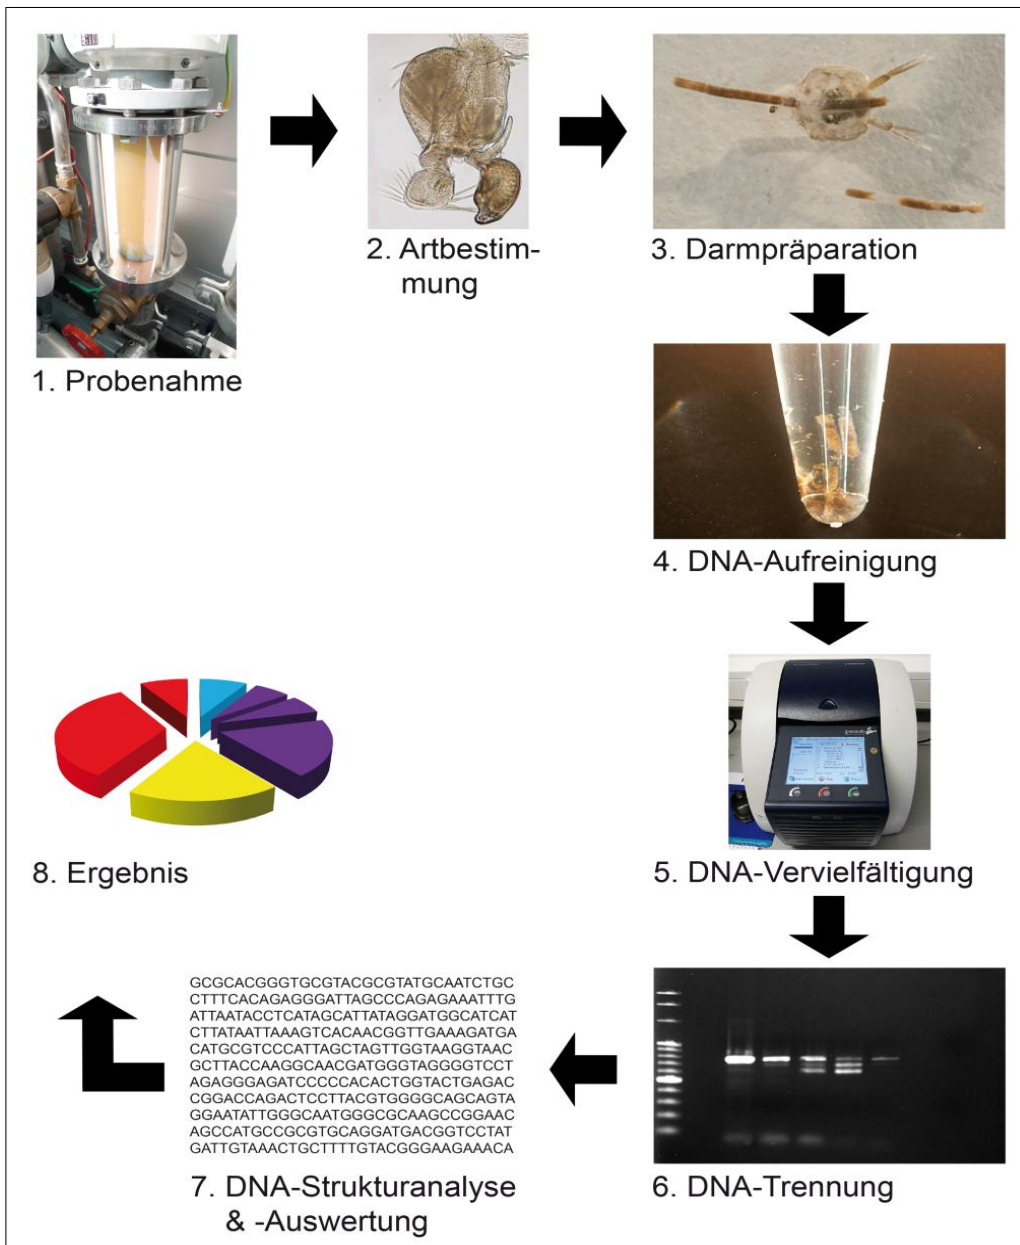 1. Probenahme
2. Artbestim-
mung
3. Darmpräparation
4. DNA-Aufreinigung
5. DNA-Vervielfältigung
6. DNA-Trennung
GCGCACGGGTGCGTACGCGTATGCAATCTGC
CTTTCACAGAGGGATTAGCCCAGAGAAATTTG
ATTAATACCTCATAGCATTATAGGATGGCATCAT
CTTATAATTAAAGTCACAACGGTTGAAAGATGA
CATGCGTCCCATTAGCTAGTTGGTAAGGTAAC
GCTTACCAAGGCAACGATGGGTAGGGGTCCT
AGAGGGAGATCCCCCACACTGGTACTGAGAC
CGGACCAGACTCCTTACGTGGGGCAGCAGTA
GGAATATTGGGCAATGGGCGCAAGCCGGAAC
AGCCATGCCGCGTGCAGGATGACGGTCCTAT
GATTGTAAACTGCTTTTGTACGGGAAGAAACA
7. DNA-Strukturanalyse
& -Auswertung
8. Ergebnis